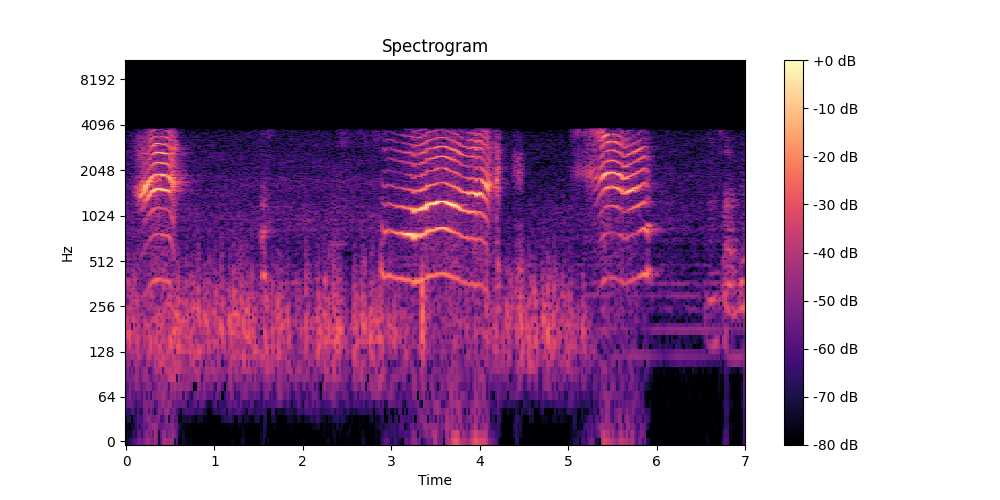 Spectrogram
8192
4096
2048
1024
512
256
128
64
0
Hz
0 1 2 3 4 5 6 7
Time
+0 dB
-10 dB
-20 dB
-30 dB
-40 dB
-50 dB
-60 dB
-70 dB
-80 dB